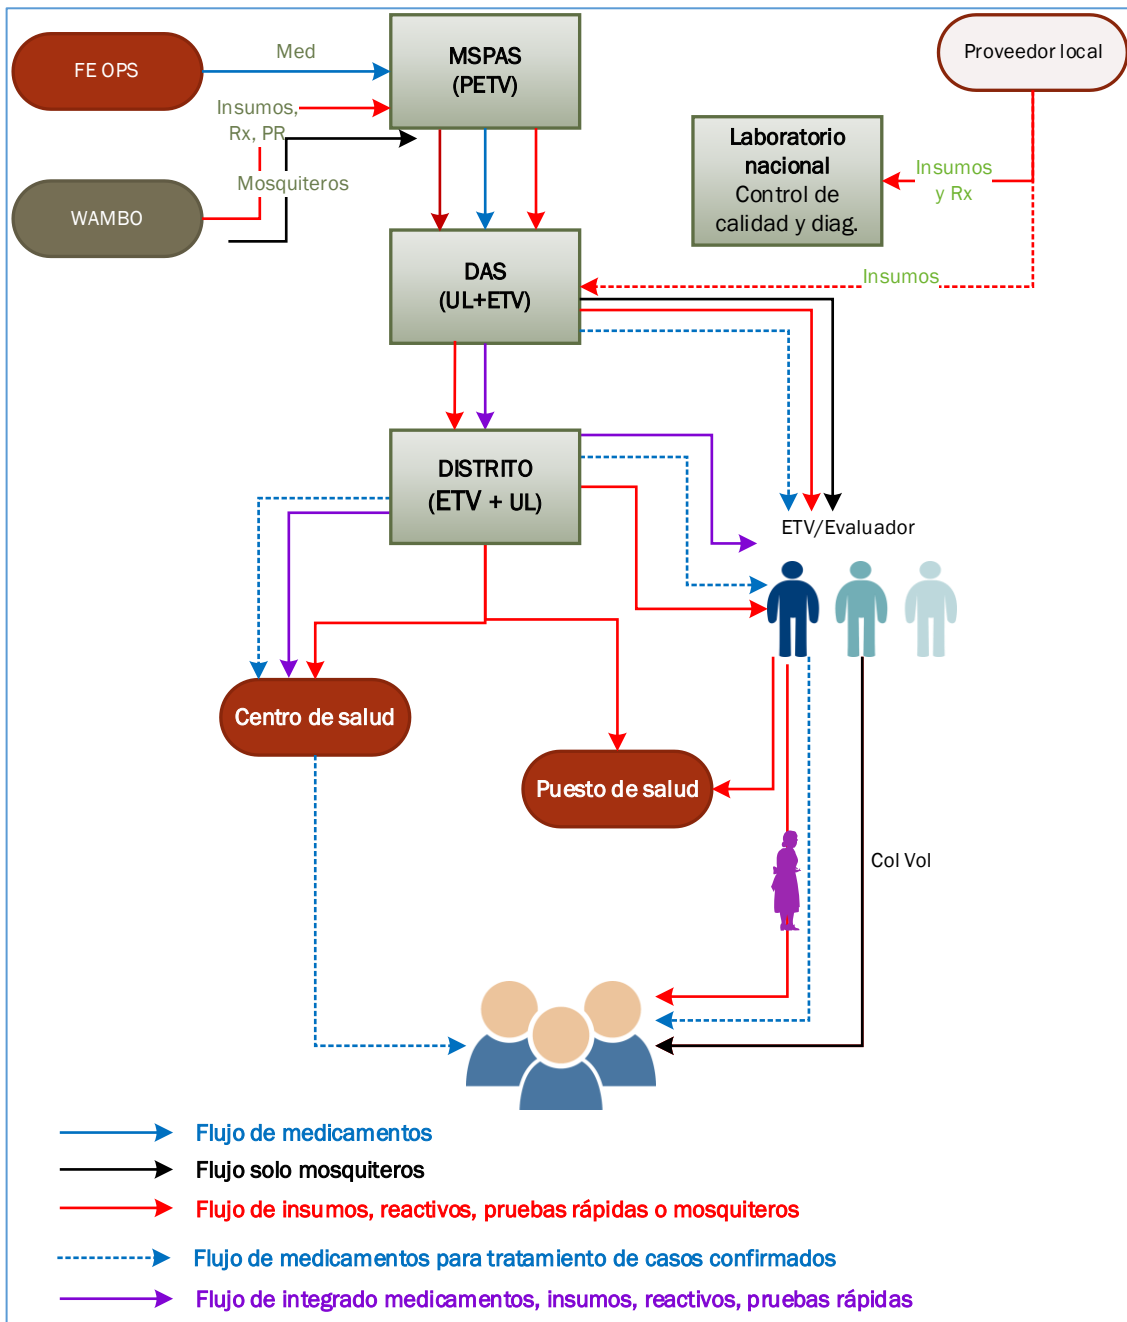 FE OPS
Med
MSPAS
(PETV)
Proveedor local
Insumos,
Rx, PR
Mosquiteros
WAMBO
Laboratorio
nacional
Control de
calidad y diag.
Insumos
y Rx
DAS
(UL+ETV)
Insumos
DISTRITO
(ETV + UL)
ETV/Evaluador
Centro de salud
Puesto de salud
Col Vol
Flujo de medicamentos
Flujo solo mosquiteros
Flujo de insumos, reactivos, pruebas rápidas o mosquiteros
Flujo de medicamentos para tratamiento de casos confirmados
Flujo de integrado medicamentos, insumos, reactivos, pruebas rápidas